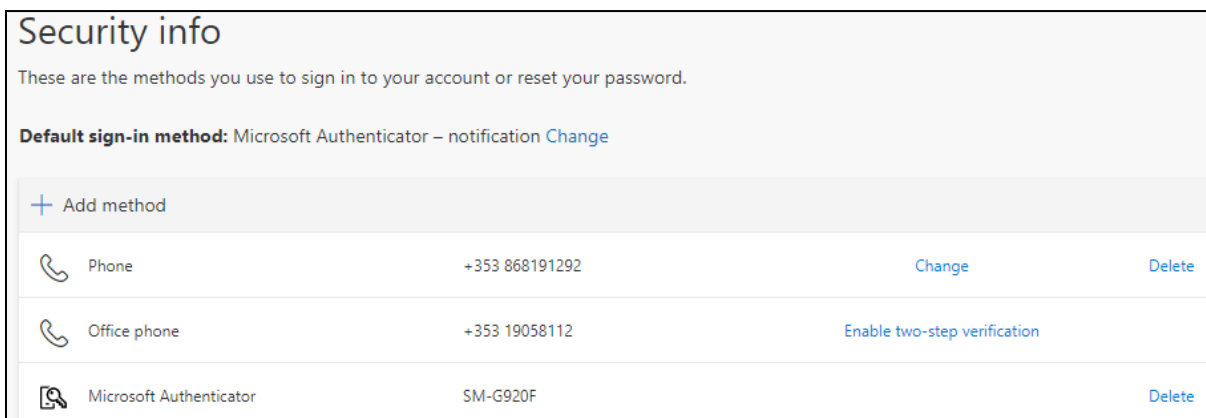 Security info
These are the methods you use to sign in to your account or reset your password.
Default sign-in method: Microsoft Authenticator – notification Change
Add method
Phone +353 868191292 Change Delete
Office phone +353 19058112 Enable two-step verification
Microsoft Authenticator SM-G920F Delete